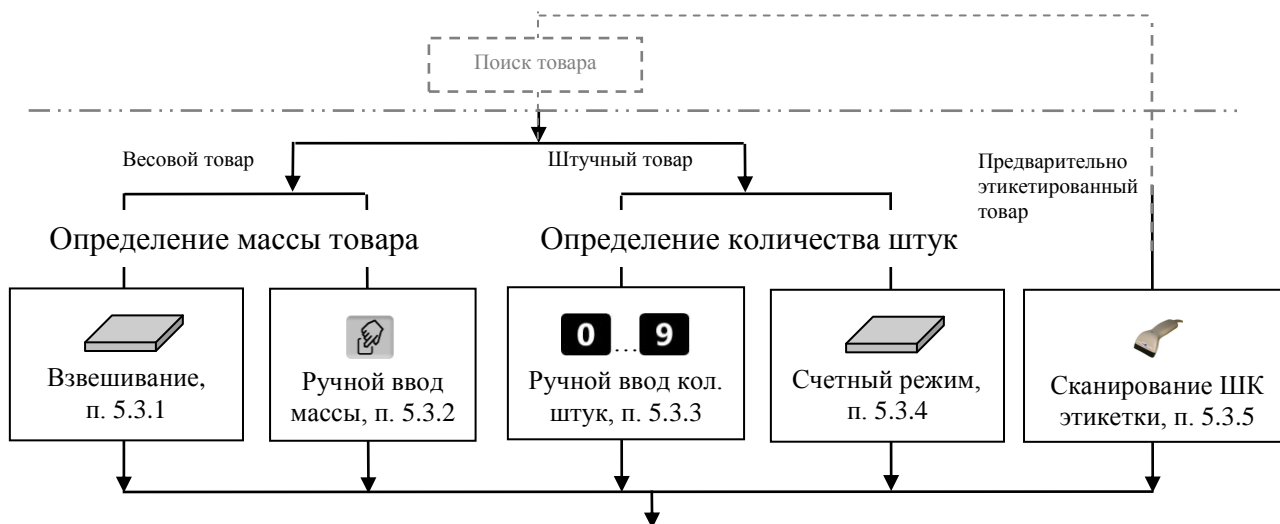 Поиск товара
Весовой товар
Штучный товар
Предварительно
этикетированный
товар
Определение массы товара
Определение количества штук
Взвешивание,
п. 5.3.1
Ручной ввод
массы, п. 5.3.2
0 ... 9
Ручной ввод кол.
штук, п. 5.3.3
Счетный режим,
п. 5.3.4
Сканирование ШК
этикетки, п. 5.3.5